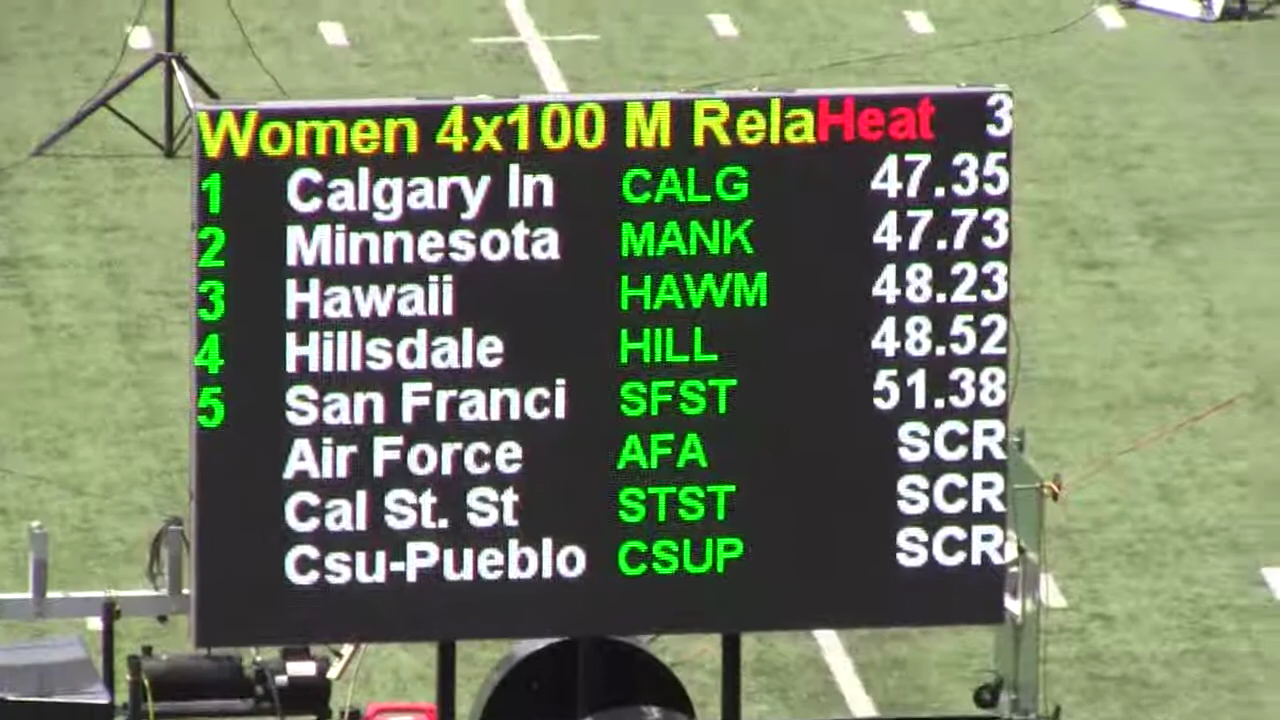 Women 4x100 M RelaHeat 3
1 Calgary In CALG 47.35
2 Minnesota MANK 47.73
3 Hawaii HAWM 48.23
4 Hillsdale HILL 48.52
5 San Franci SFST 51.38
Air Force AFA SCR
Cal St. St STST SCR
Csu-Pueblo CSUP SCR